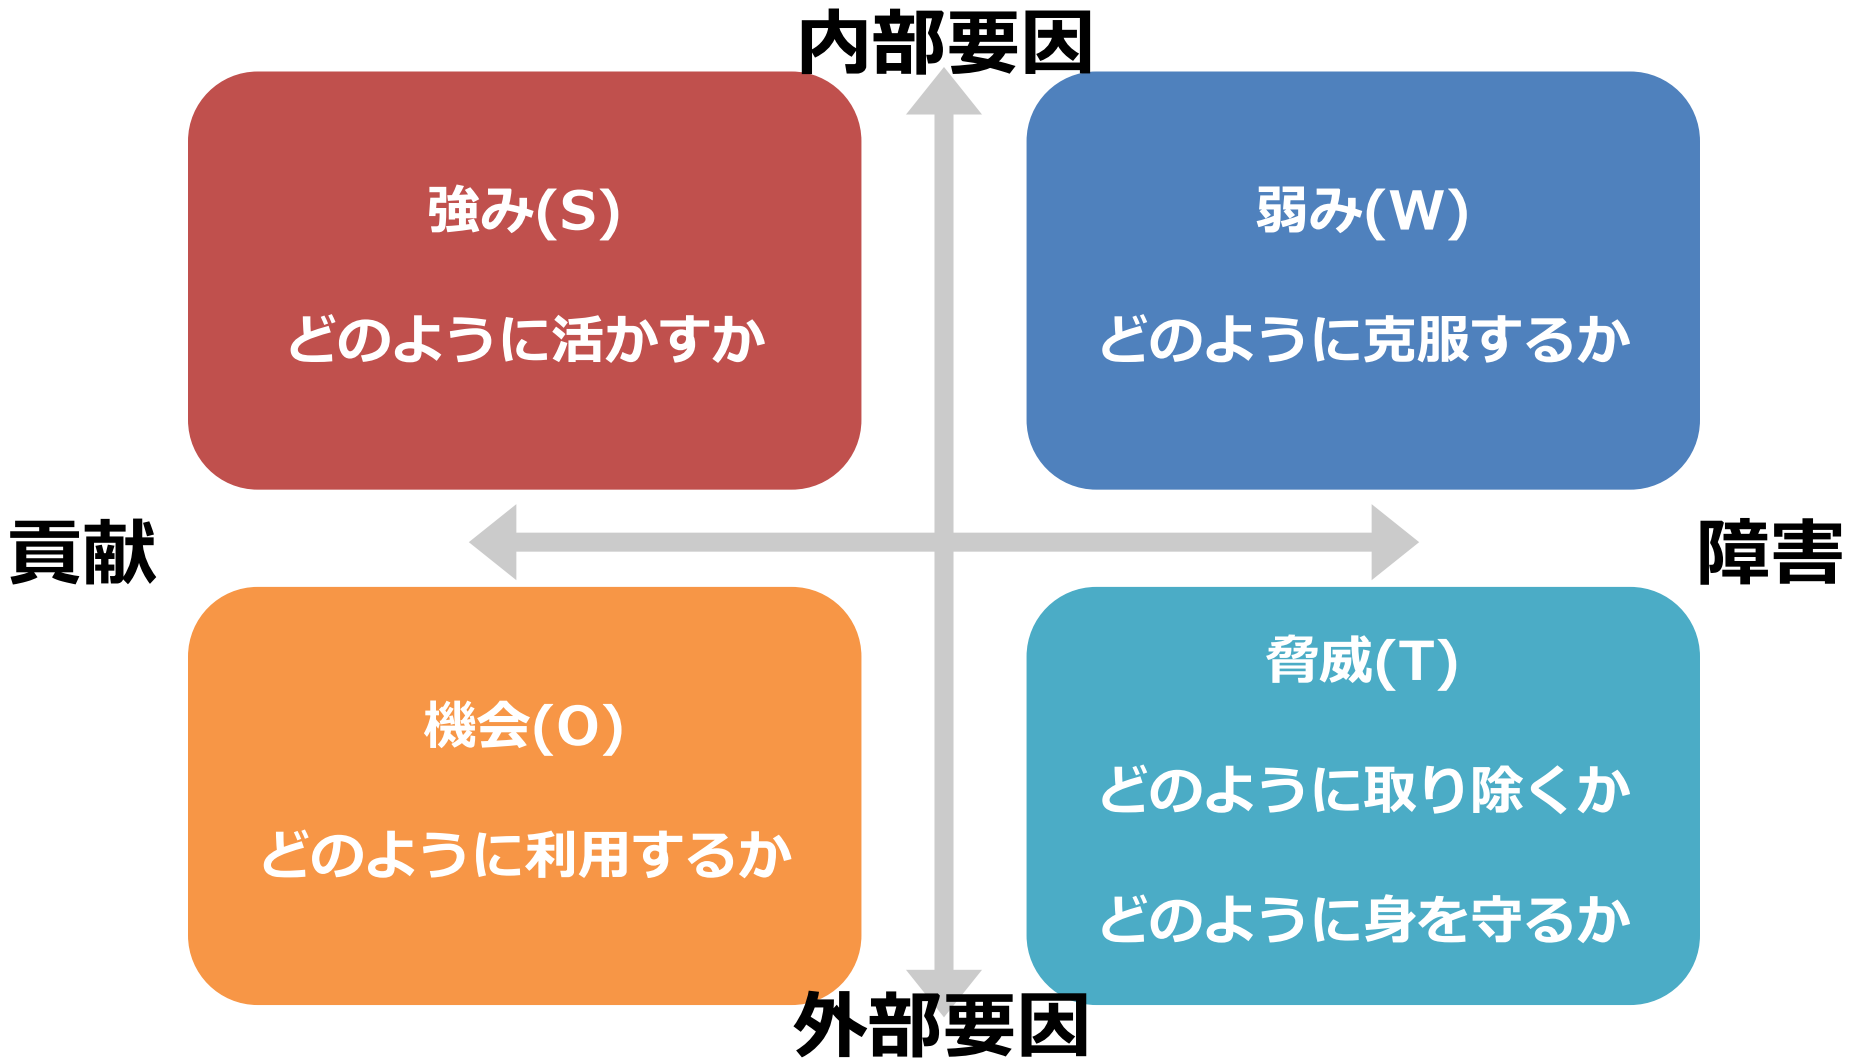 内部要因
強み(S)
どのように活かすか
弱み(W)
どのように克服するか
貢献
障害
機会(O)
どのように利用するか
脅威(T)
どのように取り除くか
どのように身を守るか
外部要因